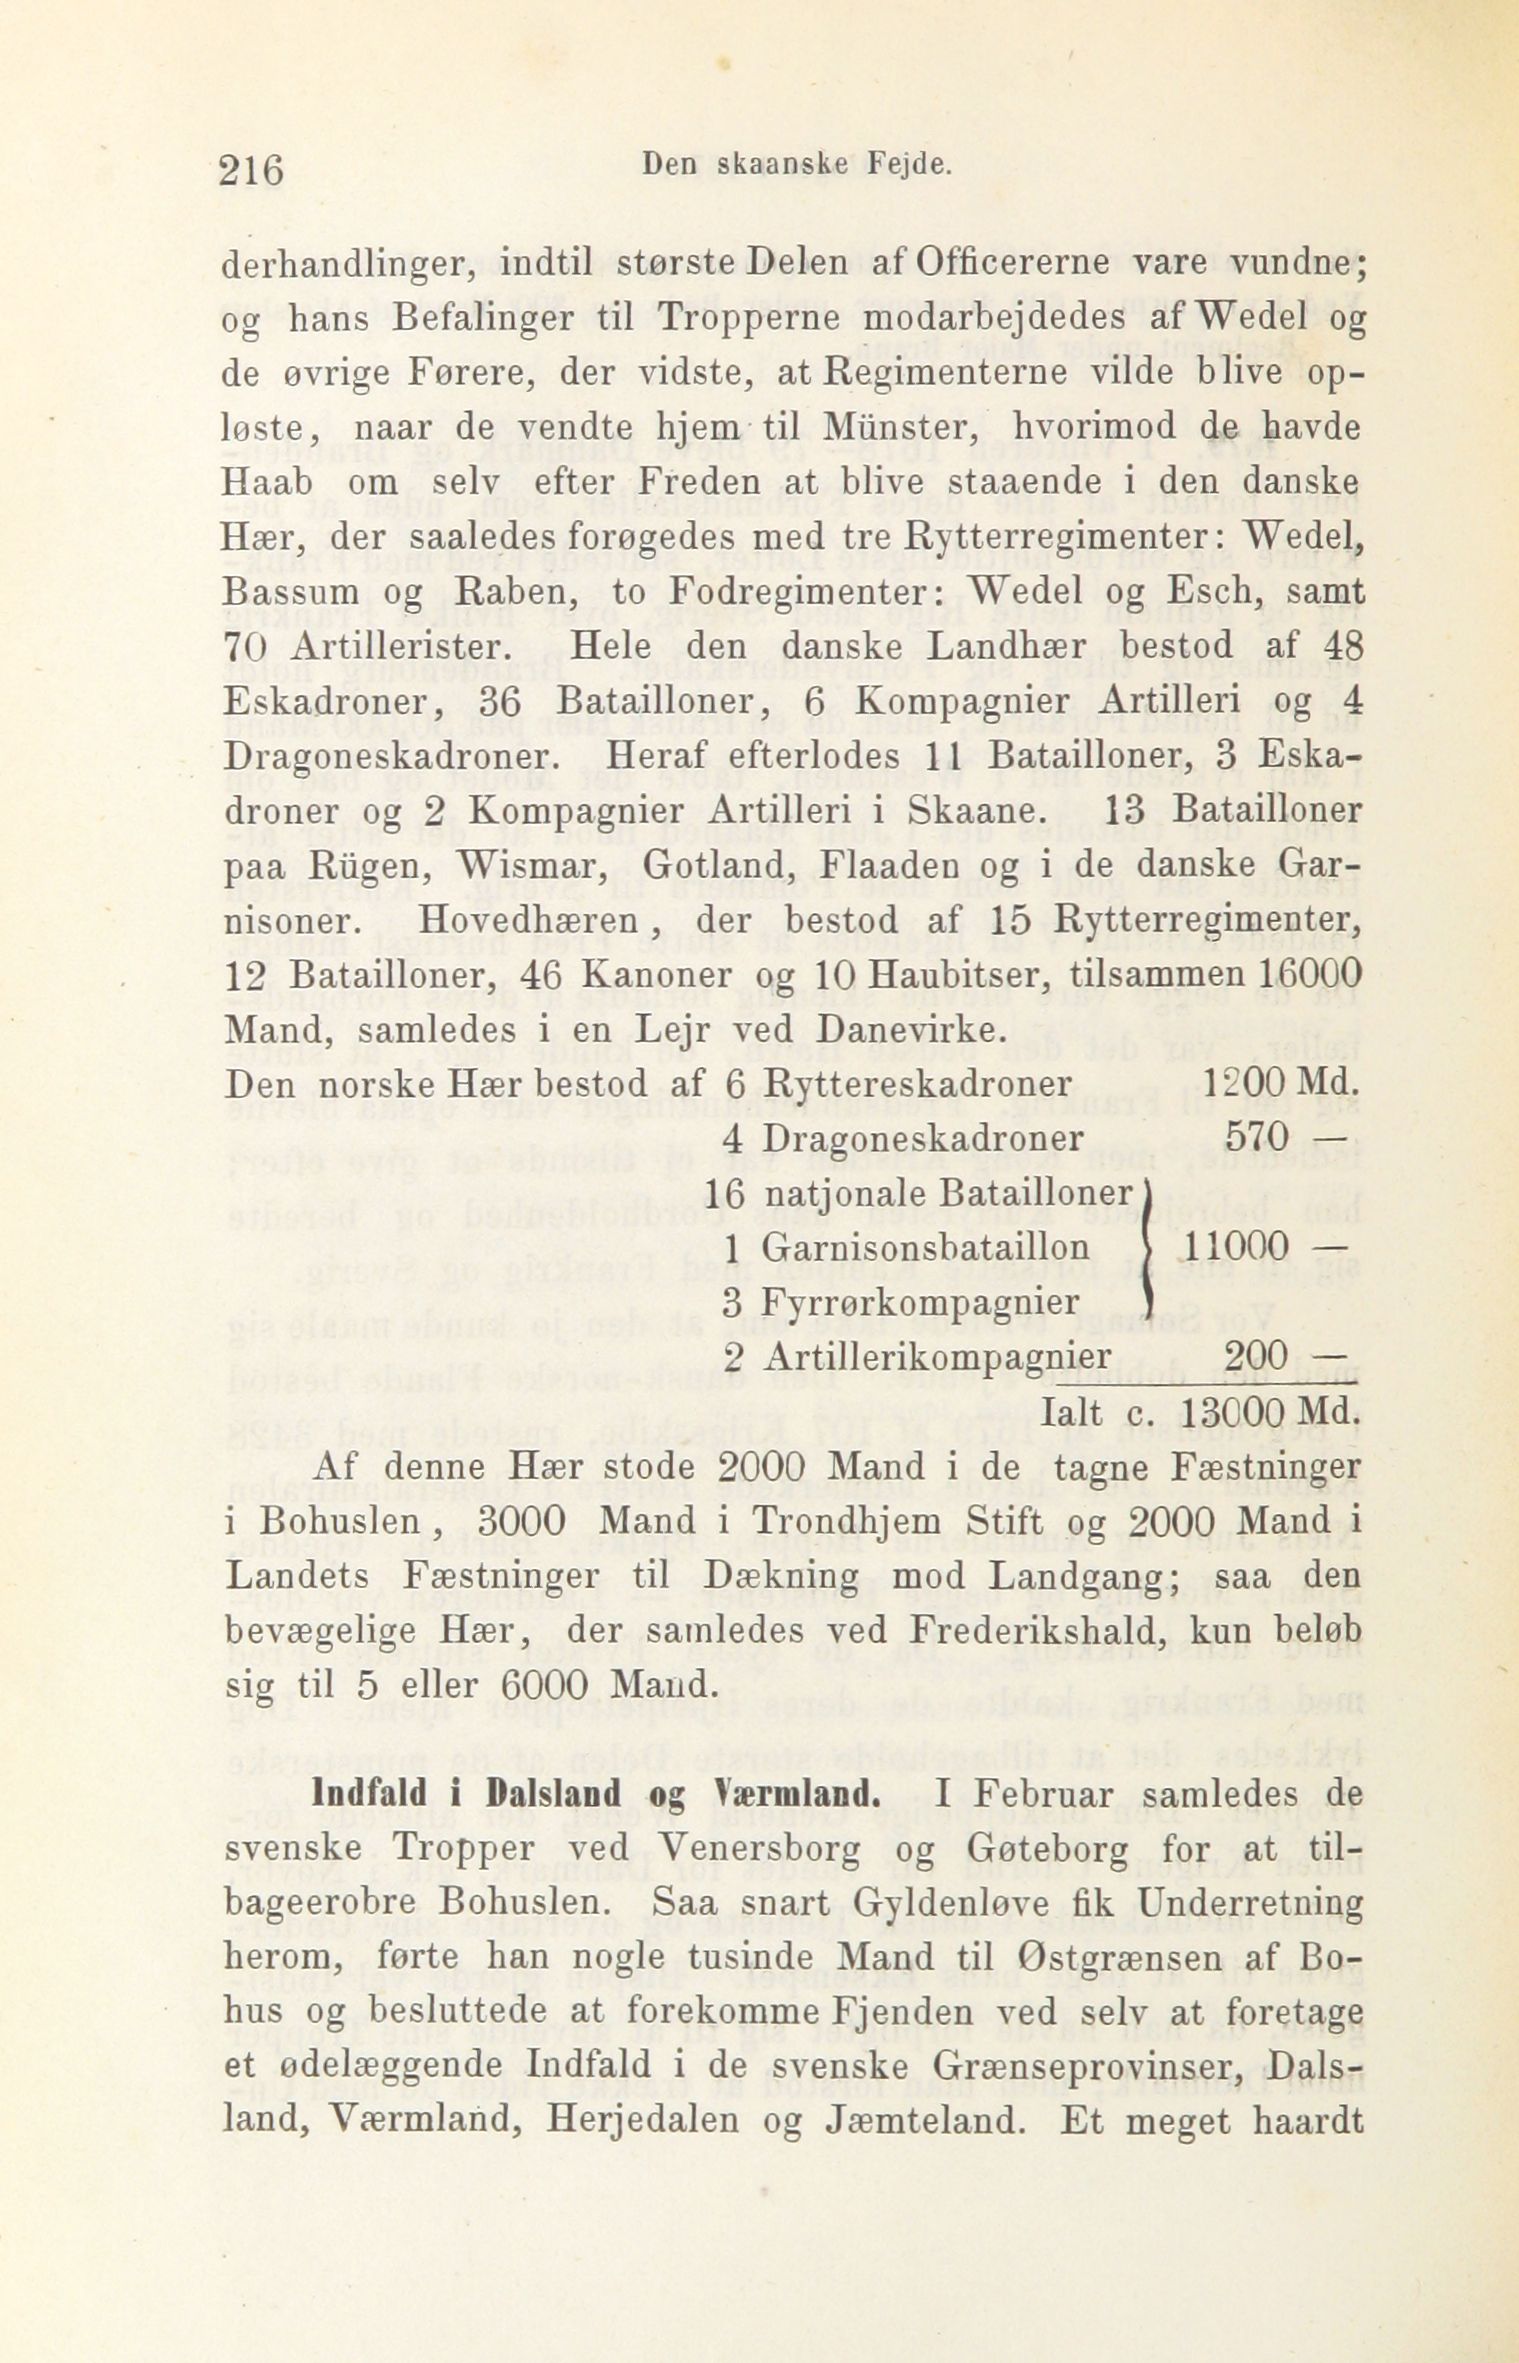 216
Den skaanske Fejde.
derhandlinger, indtil største Delen af Officererne vare vundne;
og hans Befalinger til Tropperne modarbejdedes af Wedel og
de øvrige Førere, der vidste, at Regimenterne vilde blive op-
løste, naar de vendte hjem til Münster, hvorimod de havde
Haab om selv efter Freden at blive staaende i den danske
Hær, der saaledes forøgedes med tre Rytterregimenter: Wedel,
Bassum og Raben, to Fodregimenter: Wedel og Esch, samt
70 Artillerister. Hele den danske Landhær bestod af 48
Eskadroner, 36 Batailloner, 6 Kompagnier Artilleri og 4
Dragoneskadroner. Heraf efterlodes 11 Batailloner, 3 Eska-
droner og 2 Kompagnier Artilleri i Skaane. 13 Batailloner
paa Rügen, Wismar, Gotland, Flaaden og i de danske Gar-
nisoner. Hovedhæren, der bestod af 15 Rytterregimenter,
12 Batailloner, 46 Kanoner og 10 Haubitser, tilsammen 16000
Mand, samledes i en Lejr ved Danevirke.
Den norske Hær bestod af 6 Ryttereskadroner 1200 Md.
4 Dragoneskadroner 570 —
16 natjonale Batailloner
1 Garnisonsbataillon 11000 —
3 Fyrrørkompagnier
2 Artillerikompagnier 200 —
Ialt c. 13000 Md.
Af denne Hær stode 2000 Mand i de tagne Fæstninger
i Bohuslen, 3000 Mand i Trondhjem Stift og 2000 Mand i
Landets Fæstninger til Dækning mod Landgang; saa den
bevægelige Hær, der samledes ved Frederikshald, kun beløb
sig til 5 eller 6000 Mand.
Indfald i Dalsland og Værmland. I Februar samledes de
svenske Tropper ved Venersborg og Gøteborg for at til-
bageerobre Bohuslen. Saa snart Gyldenløve fik Underretning
herom, førte han nogle tusinde Mand til Østgrænsen af Bo-
hus og besluttede at forekomme Fjenden ved selv at foretage
et ødelæggende Indfald i de svenske Grænseprovinser, Dals-
land, Værmland, Herjedalen og Jæmteland. Et meget haardt